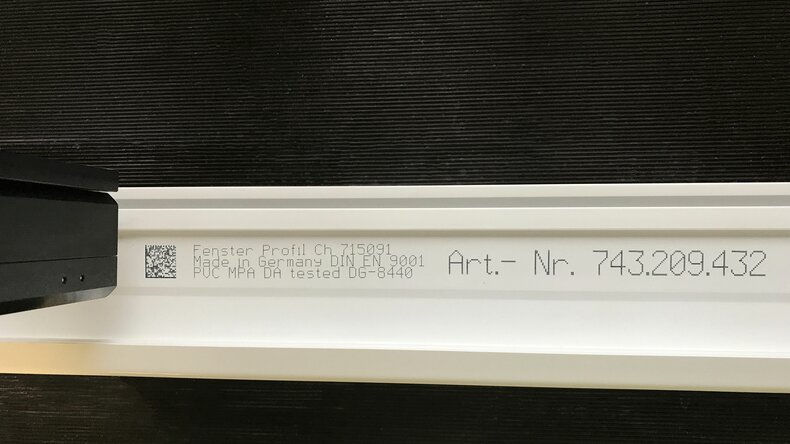 Fenster Profil Ch 715091
Made in Germany DIN EN 9001
PVC MPA DA tested DG-8440
Art.- Nr. 743.209.432